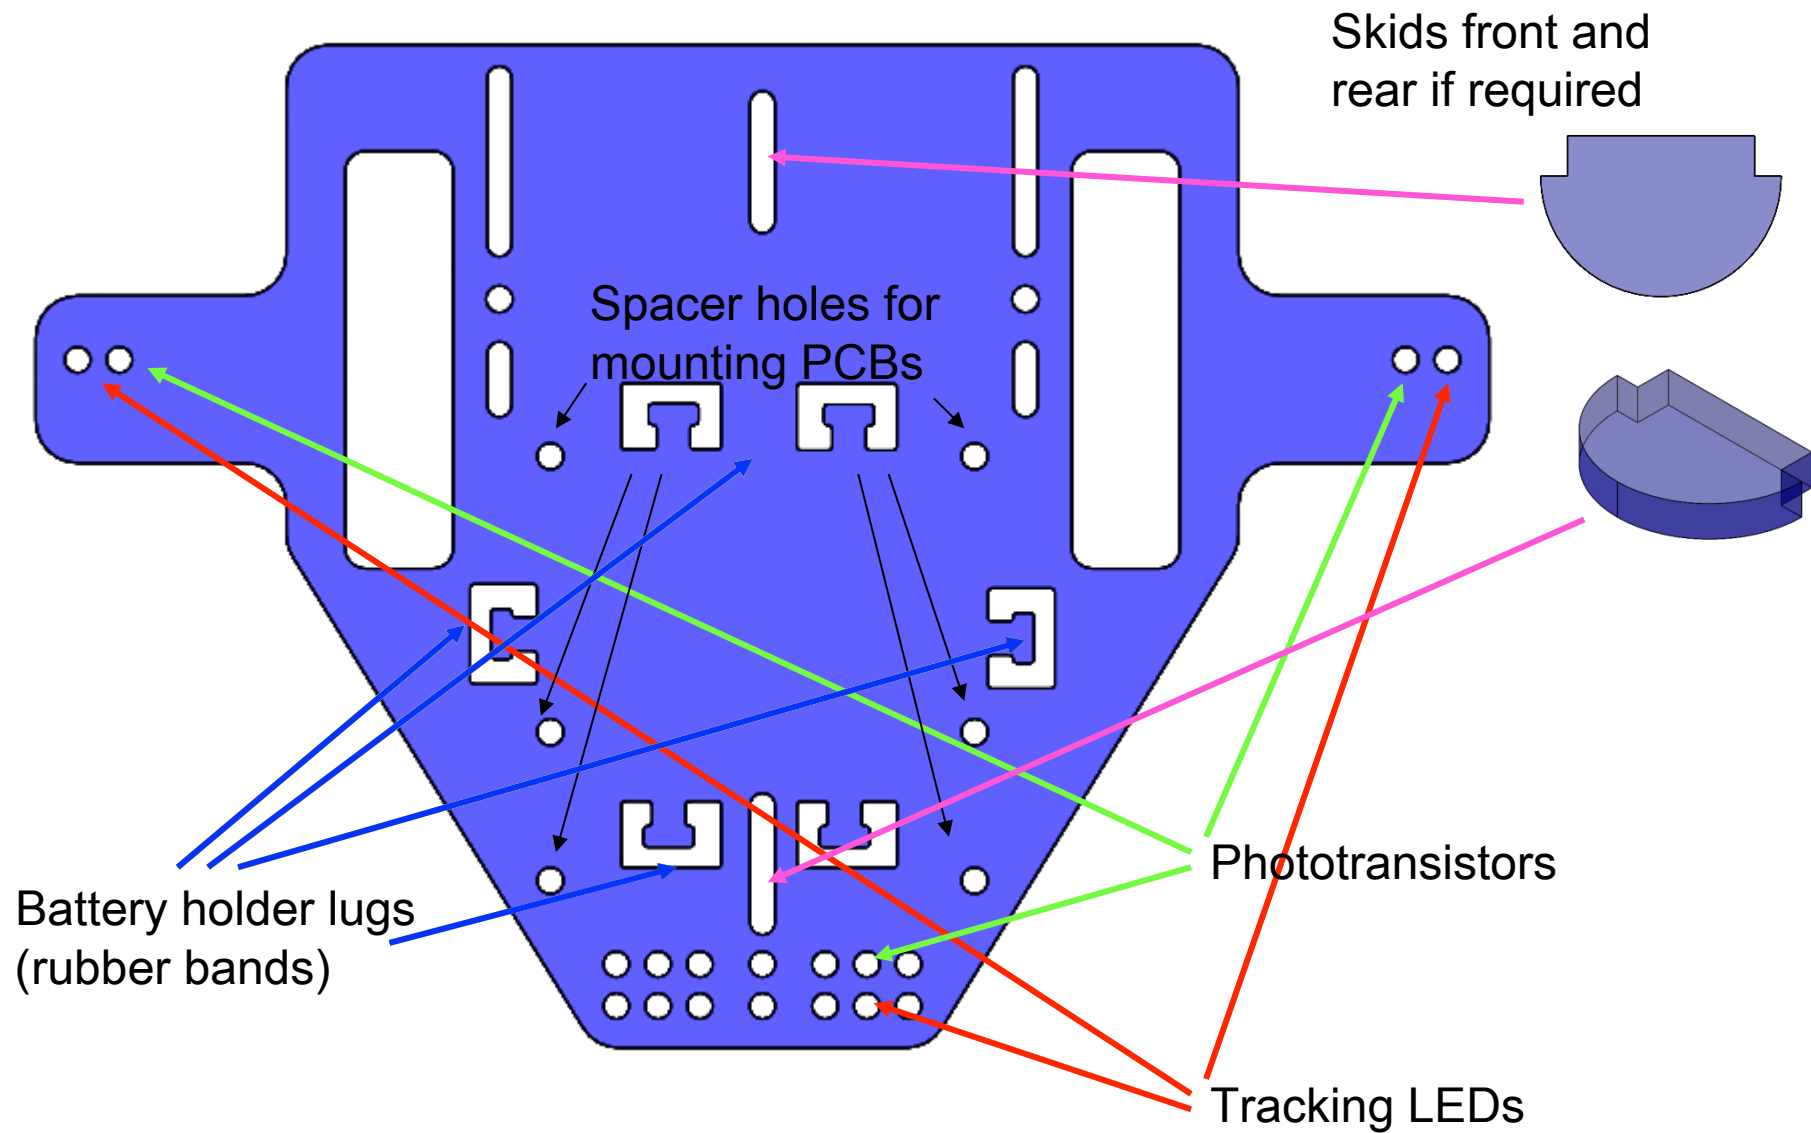 Skids front and
rear if required
Spacer holes for
mounting PCBs
Phototransistors
Battery holder lugs
(rubber bands)
Tracking LEDs